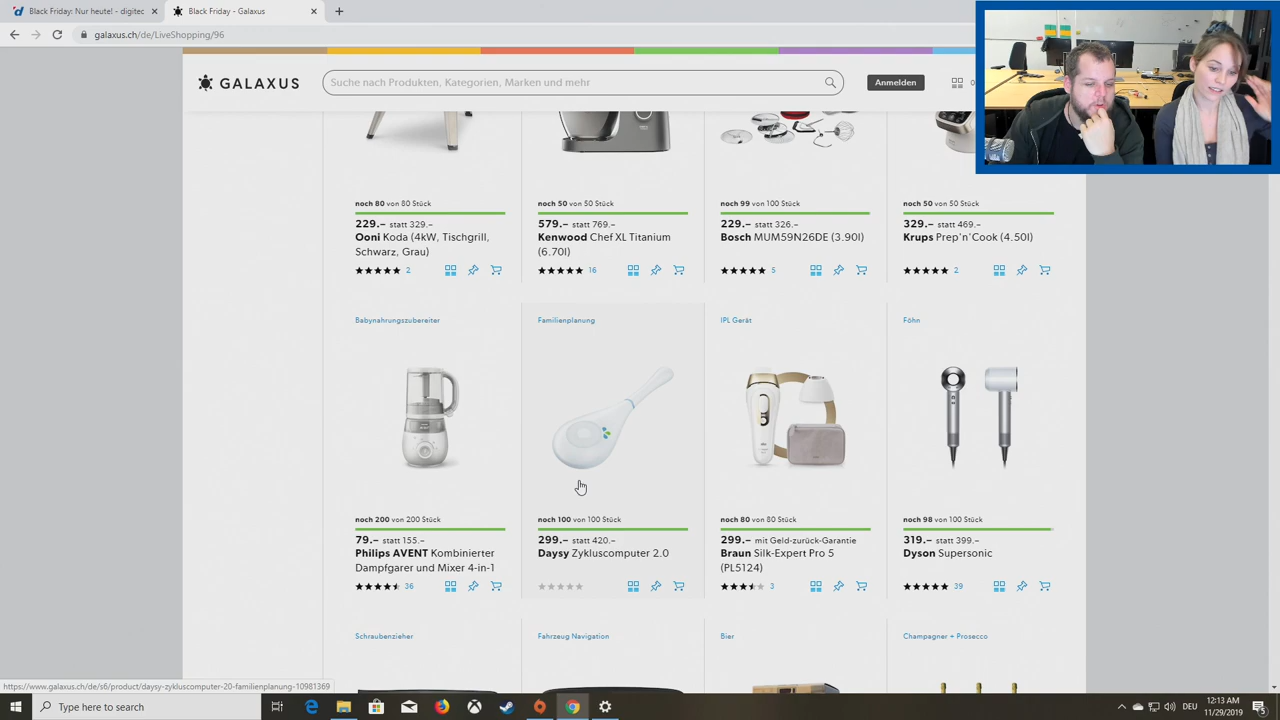 Black Friday: Nur heute! - digitec
Black Friday - Galaxus
galaxus.ch/de/LiveShopping/96
GALAXUS
Suche nach Produkten, Kategorien, Marken und mehr
Anmelden
0
noch 80 von 80 Stück
229.– statt 329.–
Ooni Koda (4kW, Tischgrill,
Schwarz, Grau)
2
noch 50 von 50 Stück
579.– statt 769.–
Kenwood Chef XL Titanium
(6.70l)
16
noch 99 von 100 Stück
229.– statt 326.–
Bosch MUM59N26DE (3.90l)
5
noch 50 von 50 Stück
329.– statt 469.–
Krups Prep'n'Cook (4.50l)
2
Babynahrungszubereiter
noch 200 von 200 Stück
79.– statt 155.–
Philips AVENT Kombinierter
Dampfgarer und Mixer 4-in-1
36
Familienplanung
noch 100 von 100 Stück
299.– statt 420.–
Daysy Zykluscomputer 2.0
IPL Gerät
noch 80 von 80 Stück
299.– mit Geld-zurück-Garantie
Braun Silk-Expert Pro 5
(PL5124)
3
Föhn
noch 98 von 100 Stück
319.– statt 399.–
Dyson Supersonic
39
Schraubenzieher
Fahrzeug Navigation
Bier
Champagner + Prosecco
https://www.galaxus.ch/de/s6/product/daysy-zykluscomputer-20-familienplanung-10981369
Type here to search
DEU
12:13 AM
11/29/2019
5